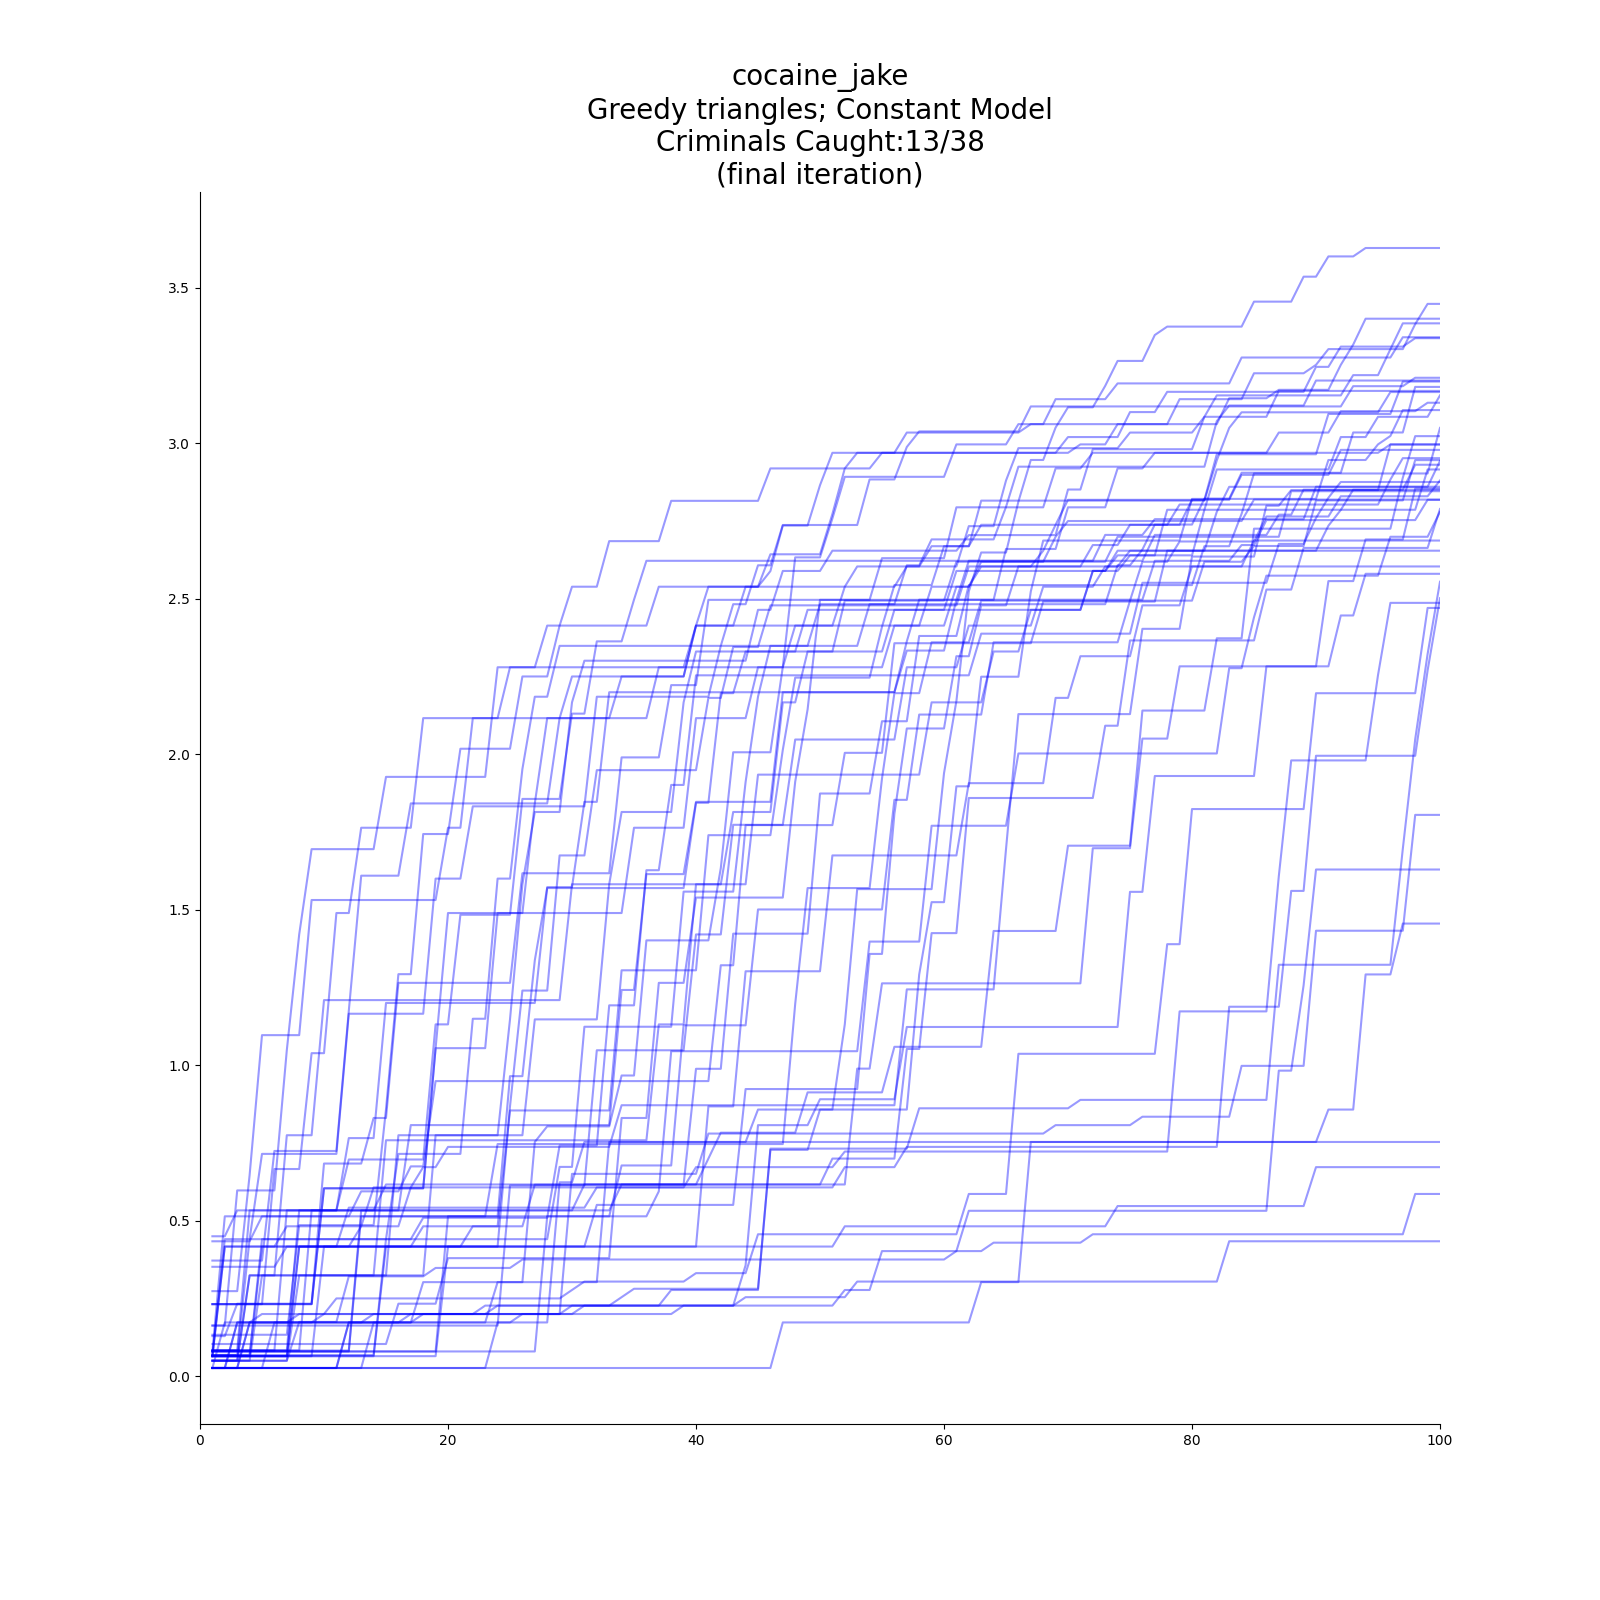 cocaine_jake
Greedy triangles; Constant Model
Criminals Caught:13/38
(final iteration)
3.5
3.0
2.5
2.0
1.5
1.0
0.5
0.0
0 20 40 60 80 100